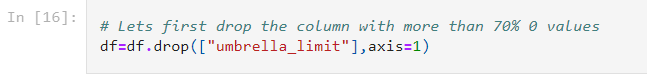 In [16]:
# Lets first drop the column with more than 70% 0 values
df=df.drop(["umbrella_limit"],axis=1)